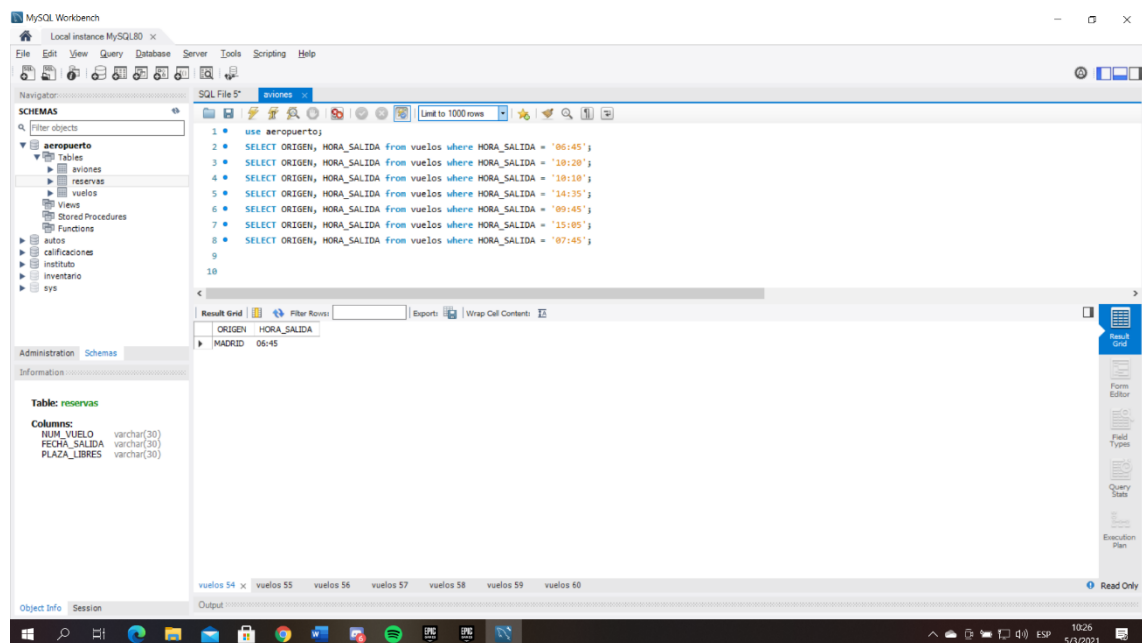 MySQL Workbench
Local instance MySQL80 ×
File Edit View Query Database Server Tools Scripting Help
Navigator
SQL File 5* aviones ×
SCHEMAS
Filter objects
Limit to 1000 rows
aeropuerto
Tables
aviones
reservas
vuelos
Views
Stored Procedures
Functions
autos
calificaciones
instituto
inventario
sys
1 use aeropuerto;
2 SELECT ORIGEN, HORA_SALIDA from vuelos where HORA_SALIDA = '06:45';
3 SELECT ORIGEN, HORA_SALIDA from vuelos where HORA_SALIDA = '10:20';
4 SELECT ORIGEN, HORA_SALIDA from vuelos where HORA_SALIDA = '10:10';
5 SELECT ORIGEN, HORA_SALIDA from vuelos where HORA_SALIDA = '14:35';
6 SELECT ORIGEN, HORA_SALIDA from vuelos where HORA_SALIDA = '09:45';
7 SELECT ORIGEN, HORA_SALIDA from vuelos where HORA_SALIDA = '15:05';
8 SELECT ORIGEN, HORA_SALIDA from vuelos where HORA_SALIDA = '07:45';
9
10
Result Grid Filter Rows: Export: Wrap Cell Content:
ORIGEN HORA_SALIDA
MADRID 06:45
Result Grid
Form Editor
Field Types
Query Stats
Execution Plan
Administration Schemas
Information
Table: reservas
Columns:
NUM_VUELO varchar(30)
FECHA_SALIDA varchar(30)
PLAZA_LIBRES varchar(30)
vuelos 54 × vuelos 55 vuelos 56 vuelos 57 vuelos 58 vuelos 59 vuelos 60
Read Only
Object Info Session
Output
EPIC EPIC
ESP
10:26
5/3/2021